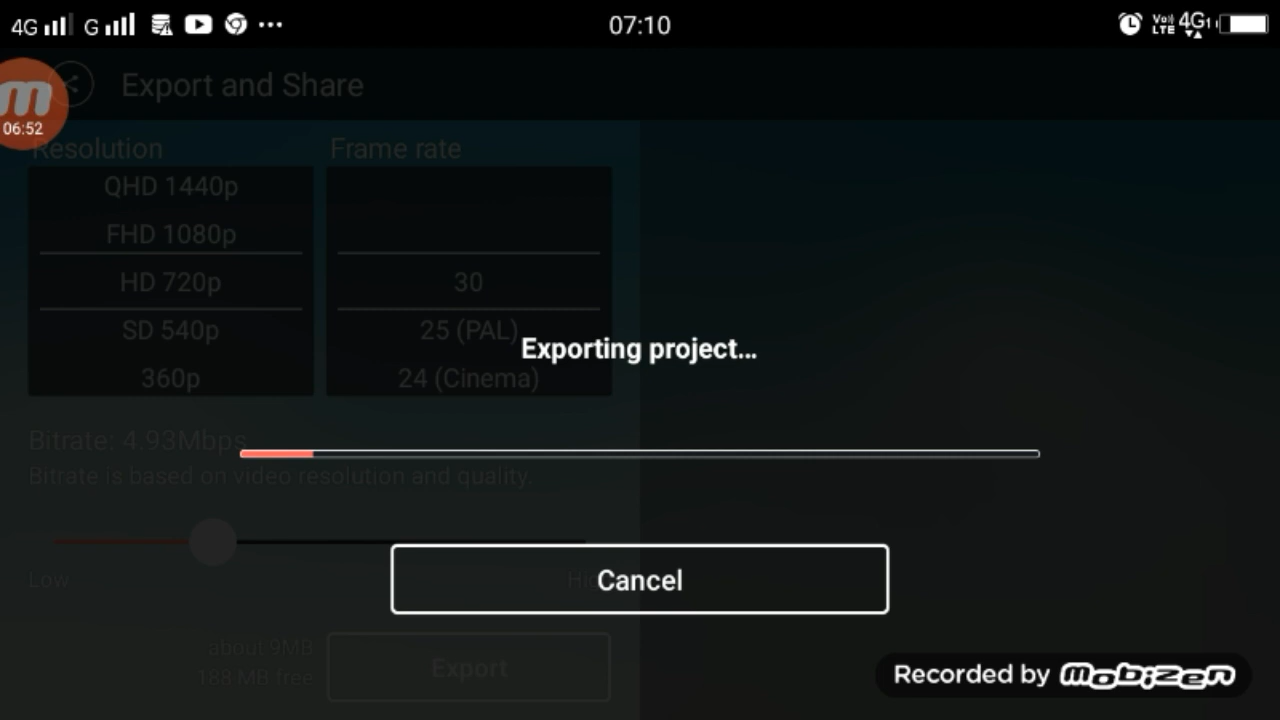 4G G ••• 07:10 VoLTE 4G
m Export and Share
06:52
Resolution Frame rate
QHD 1440p
FHD 1080p
HD 720p 30
SD 540p 25 (PAL)
360p 24 (Cinema)
Exporting project...
Bitrate: 4.93Mbps
Bitrate is based on video resolution and quality.
Low
Cancel
about 9MB
188 MB free
Export
Recorded by mobizen